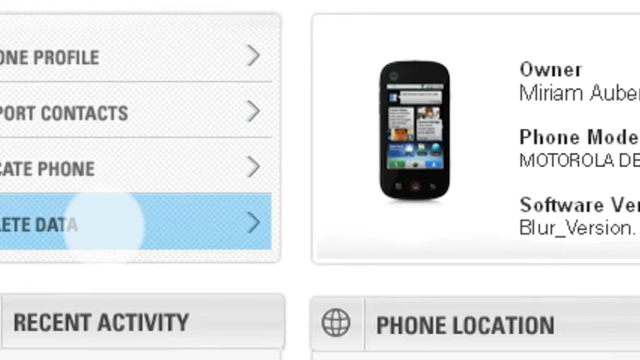 ONE PROFILE
PORT CONTACTS
CATE PHONE
LETE DATA
Owner
Miriam Auber
Phone Mode
MOTOROLA DE
Software Ver
Blur_Version.
RECENT ACTIVITY
PHONE LOCATION